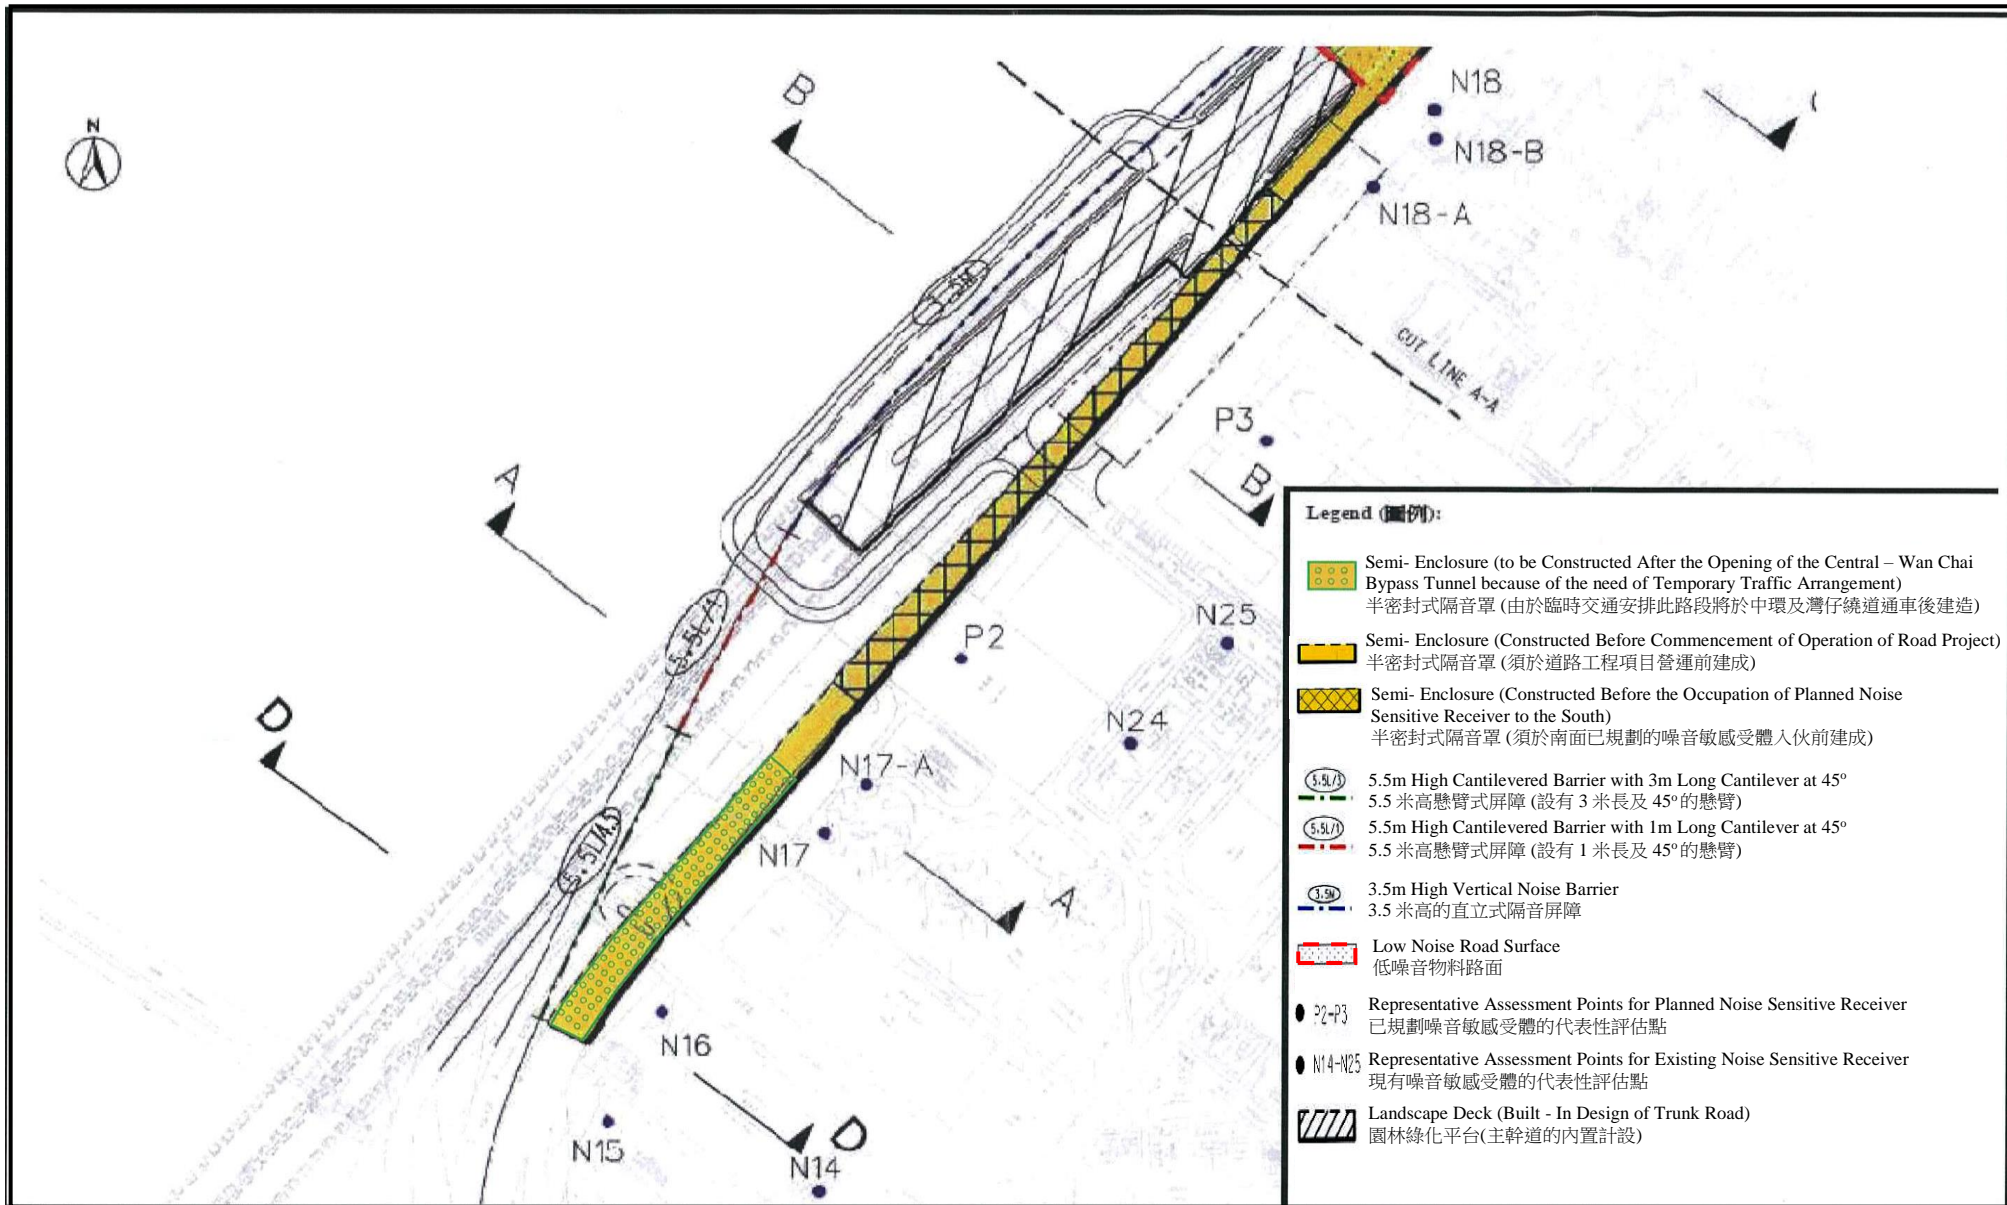 N
B
N18
N18-B
N18-A
3.5N
CUT LINE A-A
P3
B
A
5.5L/1
P2
N25
N24
D
N17-A
5.5L/4.5
N17
A
N16
N15
D
N14
Legend (圖例):
Semi- Enclosure (to be Constructed After the Opening of the Central – Wan Chai
Bypass Tunnel because of the need of Temporary Traffic Arrangement)
半密封式隔音罩 (由於臨時交通安排此路段將於中環及灣仔繞道通車後建造)
Semi- Enclosure (Constructed Before Commencement of Operation of Road Project)
半密封式隔音罩 (須於道路工程項目營運前建成)
Semi- Enclosure (Constructed Before the Occupation of Planned Noise
Sensitive Receiver to the South)
半密封式隔音罩 (須於南面已規劃的噪音敏感受體入伙前建成)
5.5L/3 5.5m High Cantilevered Barrier with 3m Long Cantilever at 45°
5.5 米高懸臂式屏障 (設有 3 米長及 45° 的懸臂)
5.5L/1 5.5m High Cantilevered Barrier with 1m Long Cantilever at 45°
5.5 米高懸臂式屏障 (設有 1 米長及 45° 的懸臂)
3.5N 3.5m High Vertical Noise Barrier
3.5 米高的直立式隔音屏障
Low Noise Road Surface
低噪音物料路面
P2-P3 Representative Assessment Points for Planned Noise Sensitive Receiver
已規劃噪音敏感受體的代表性評估點
N14-N25 Representative Assessment Points for Existing Noise Sensitive Receiver
現有噪音敏感受體的代表性評估點
Landscape Deck (Built - In Design of Trunk Road)
園林綠化平台(主幹道的內置計設)